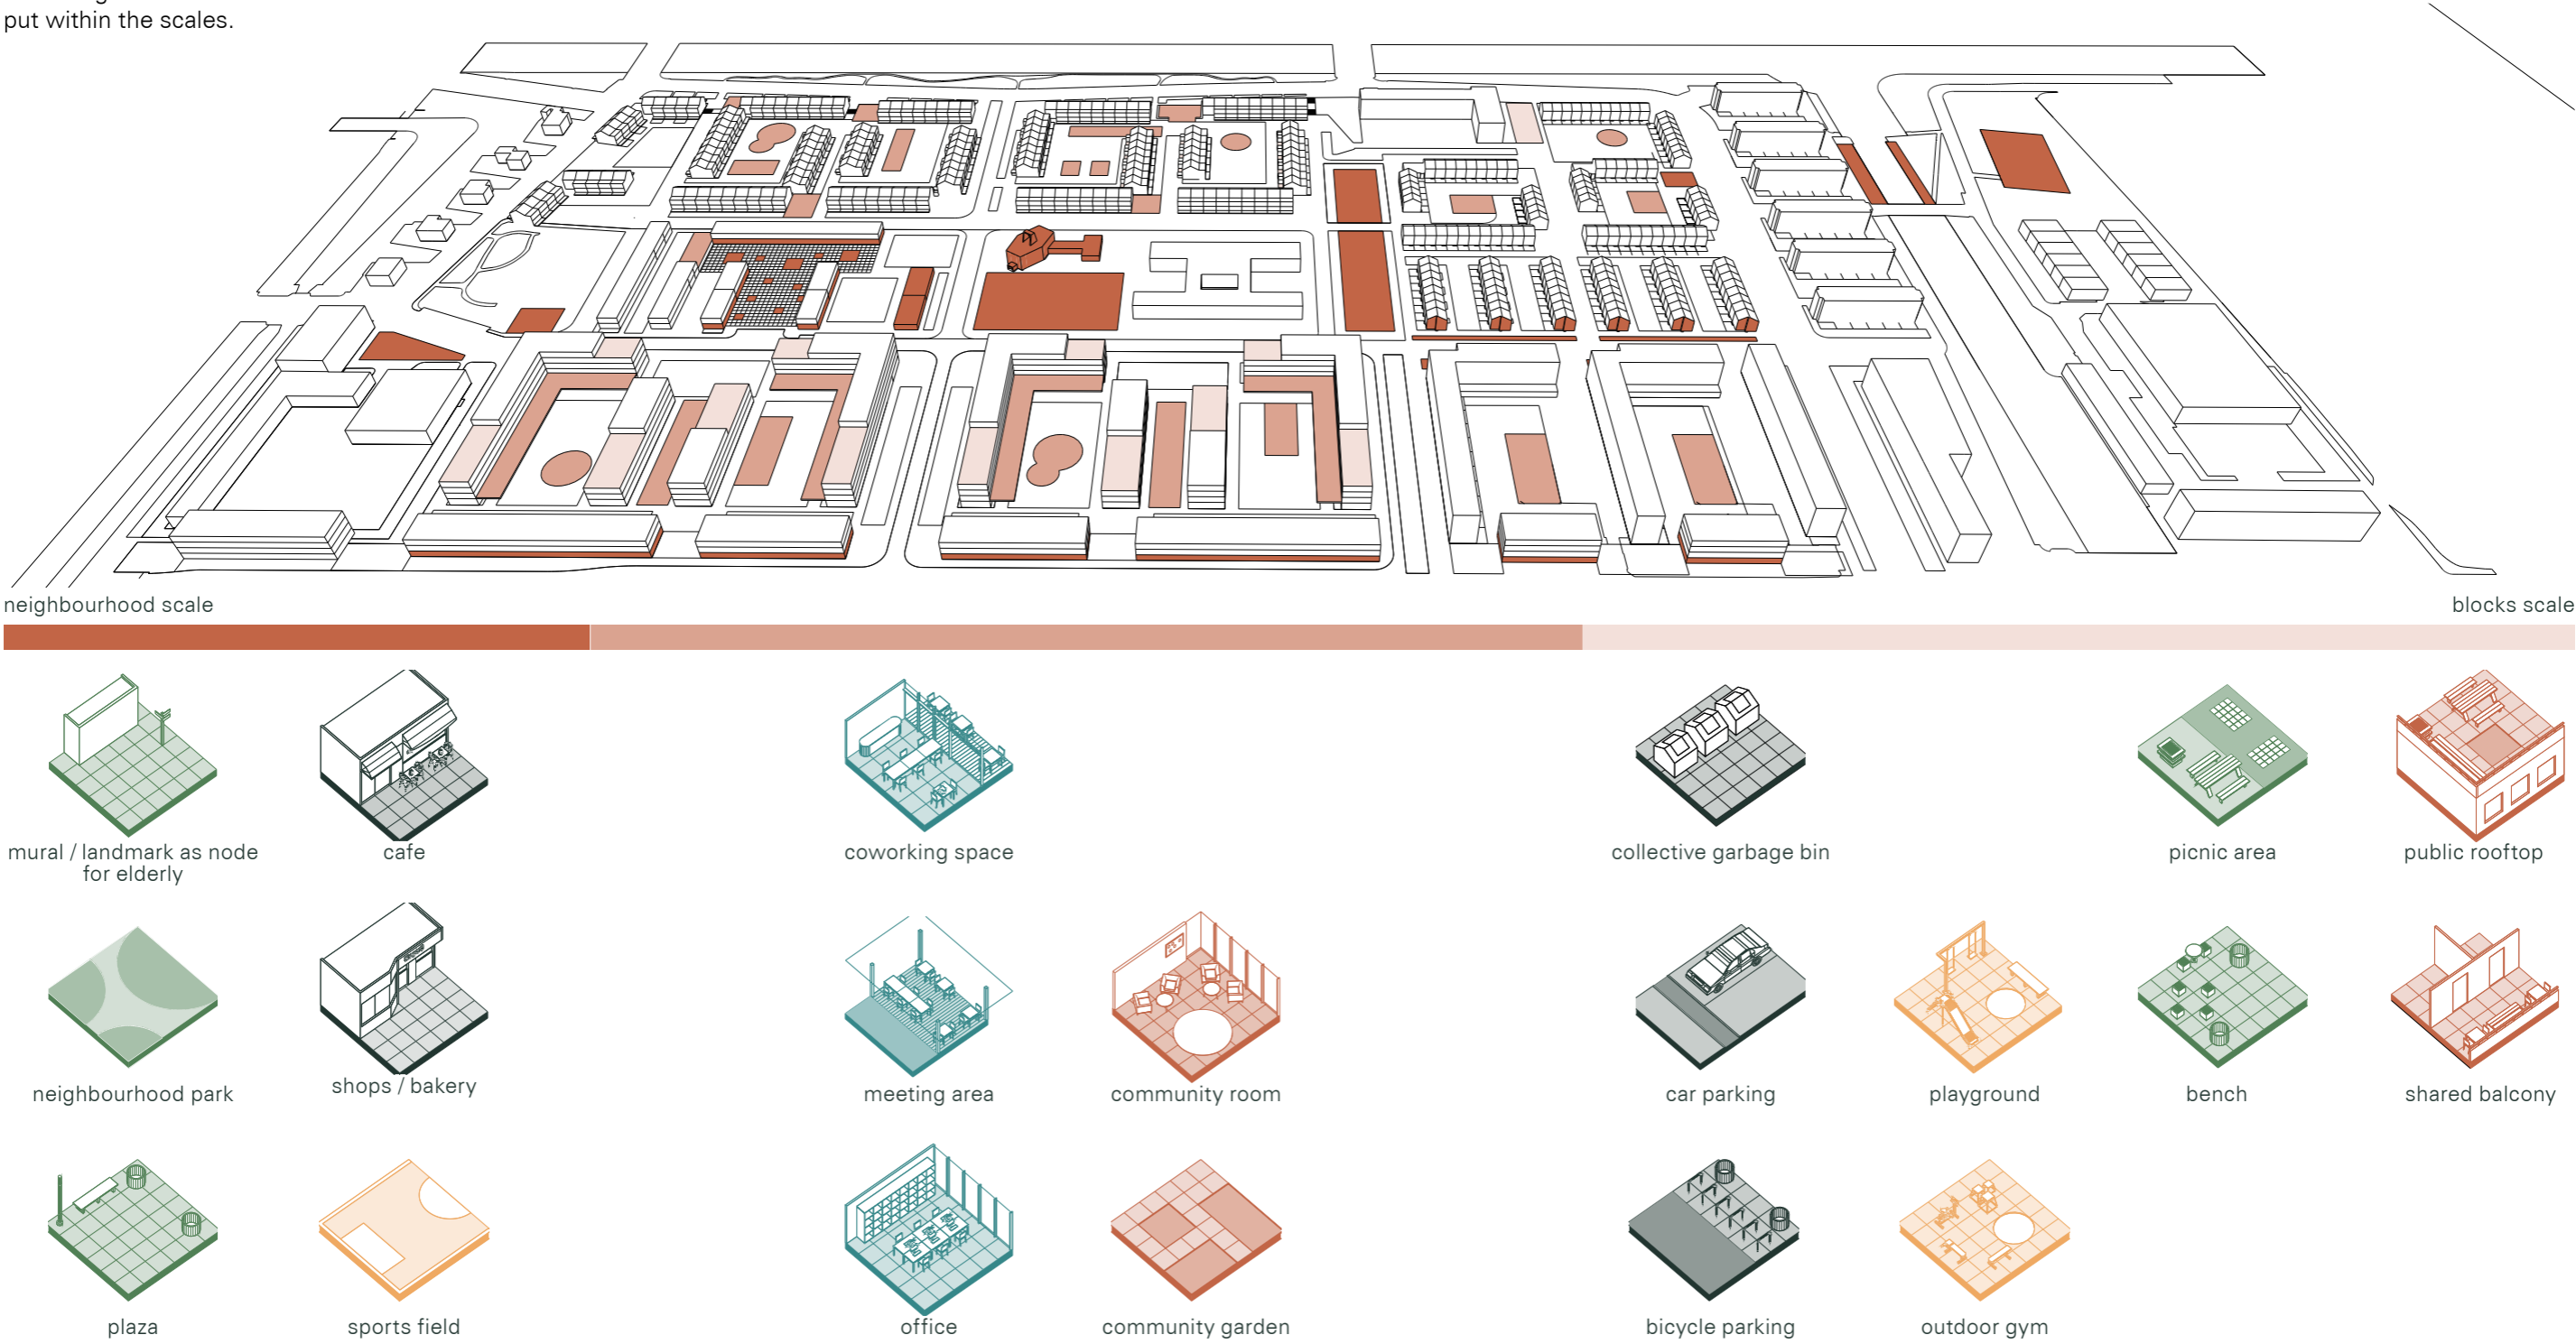 put within the scales.
neighbourhood scale
blocks scale
mural / landmark as node
for elderly
cafe
coworking space
collective garbage bin
picnic area
public rooftop
neighbourhood park
shops / bakery
meeting area
community room
car parking
playground
bench
shared balcony
plaza
sports field
office
community garden
bicycle parking
outdoor gym